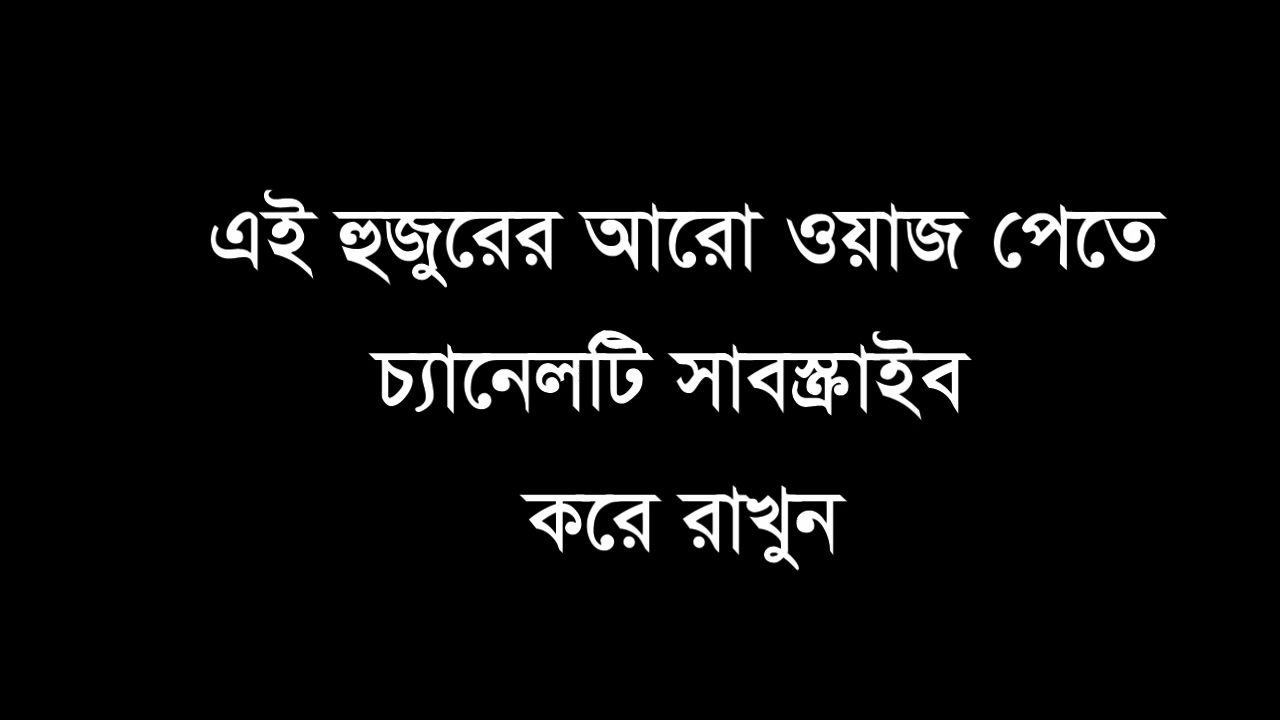 এই হুজুরের আরো ওয়াজ পেতে
চ্যানেলটি সাবস্ক্রাইব
করে রাখুন